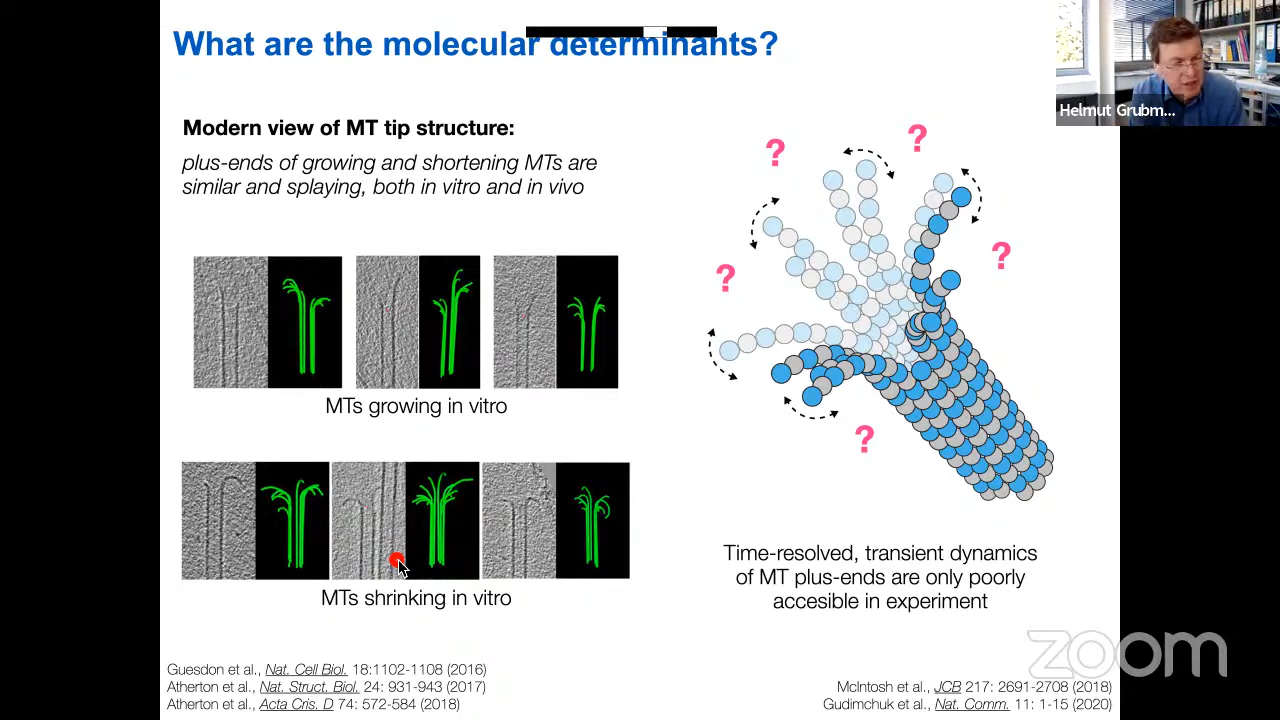 What are the molecular determinants?
Helmut Grubm...
Modern view of MT tip structure:
plus-ends of growing and shortening MTs are
similar and splaying, both in vitro and in vivo
MTs growing in vitro
MTs shrinking in vitro
?
?
?
?
?
Time-resolved, transient dynamics
of MT plus-ends are only poorly
accesible in experiment
zoom
Guesdon et al., Nat. Cell Biol. 18:1102-1108 (2016)
Atherton et al., Nat. Struct. Biol. 24: 931-943 (2017)
Atherton et al., Acta Cris. D 74: 572-584 (2018)
McIntosh et al., JCB 217: 2691-2708 (2018)
Gudimchuk et al., Nat. Comm. 11: 1-15 (2020)